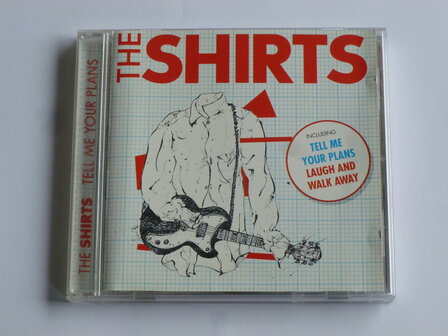 THE SHIRTS TELL ME YOUR PLANS
THE SHIRTS
INCLUDING
TELL ME
YOUR PLANS
LAUGH AND
WALK AWAY